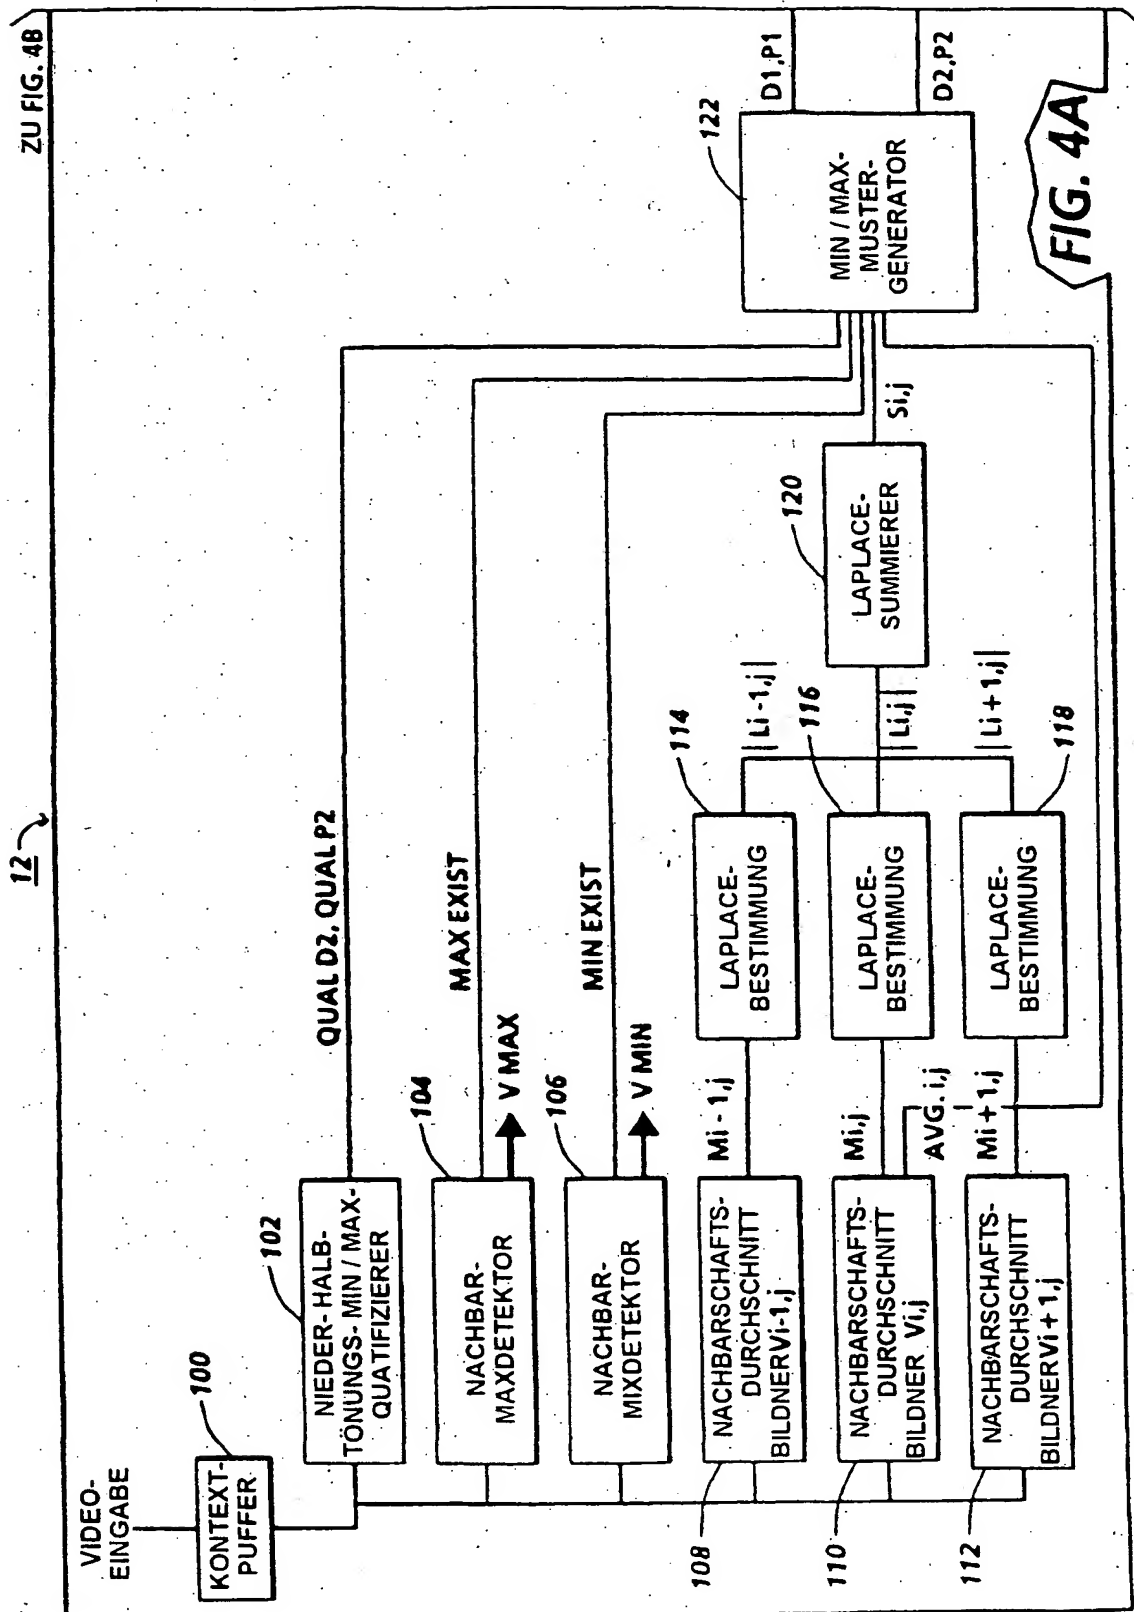 12
ZU FIG. 4B
VIDEO-
EINGABE
KONTEXT-
PUFFER
100
NIEDER-HALB-
TÖNUNGS-MIN/MAX-
QUATIFIZIERER
102
QUAL D2, QUAL P2
NACHBAR-
MAXDETEKTOR
104
MAX EXIST
V MAX
NACHBAR-
MIXDETEKTOR
106
MIN EXIST
V MIN
NACHBARSCHAFTS-
DURCHSCHNITT
BILDNERVi-1,j
108
Mi - 1,j
LAPLACE-
BESTIMMUNG
114
|Li -1,j|
NACHBARSCHAFTS-
DURCHSCHNITT
BILDNER Vi,j
110
Mi,j
AVG. i,j
LAPLACE-
BESTIMMUNG
116
|Li,j|
NACHBARSCHAFTS-
DURCHSCHNITT
BILDNERVi+1,j
112
Mi + 1,j
LAPLACE-
BESTIMMUNG
118
|Li + 1,j|
LAPLACE-
SUMMIERER
120
Si,j
MIN / MAX-
MUSTER-
GENERATOR
122
D1,P1
D2,P2
FIG. 4A